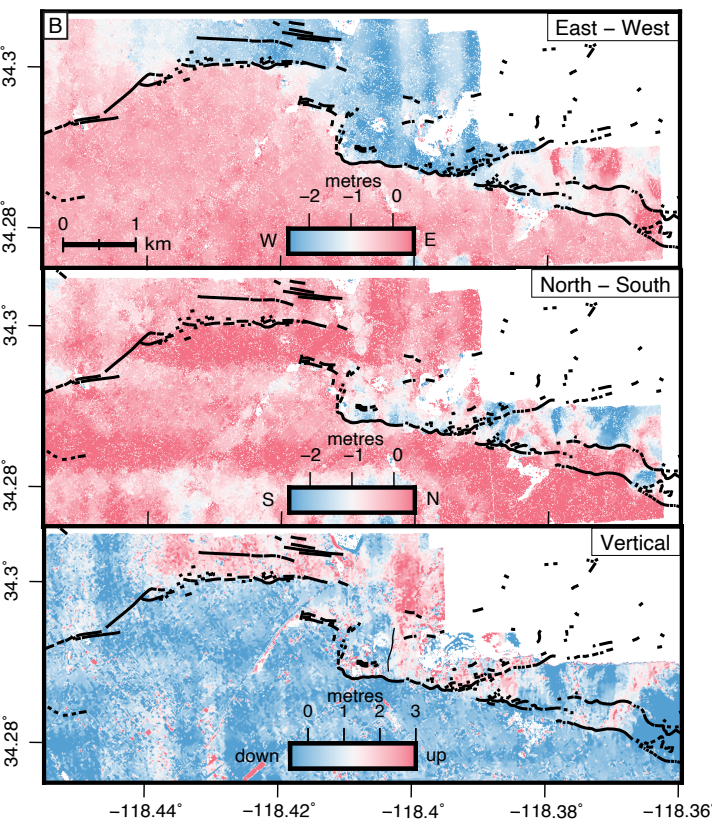 B
East – West
34.3°
metres
−2 −1 0
W E
0 1
km
34.28°
North – South
34.3°
metres
−2 −1 0
S N
34.28°
Vertical
34.3°
metres
0 1 2 3
down up
34.28°
−118.44° −118.42° −118.4° −118.38° −118.36°